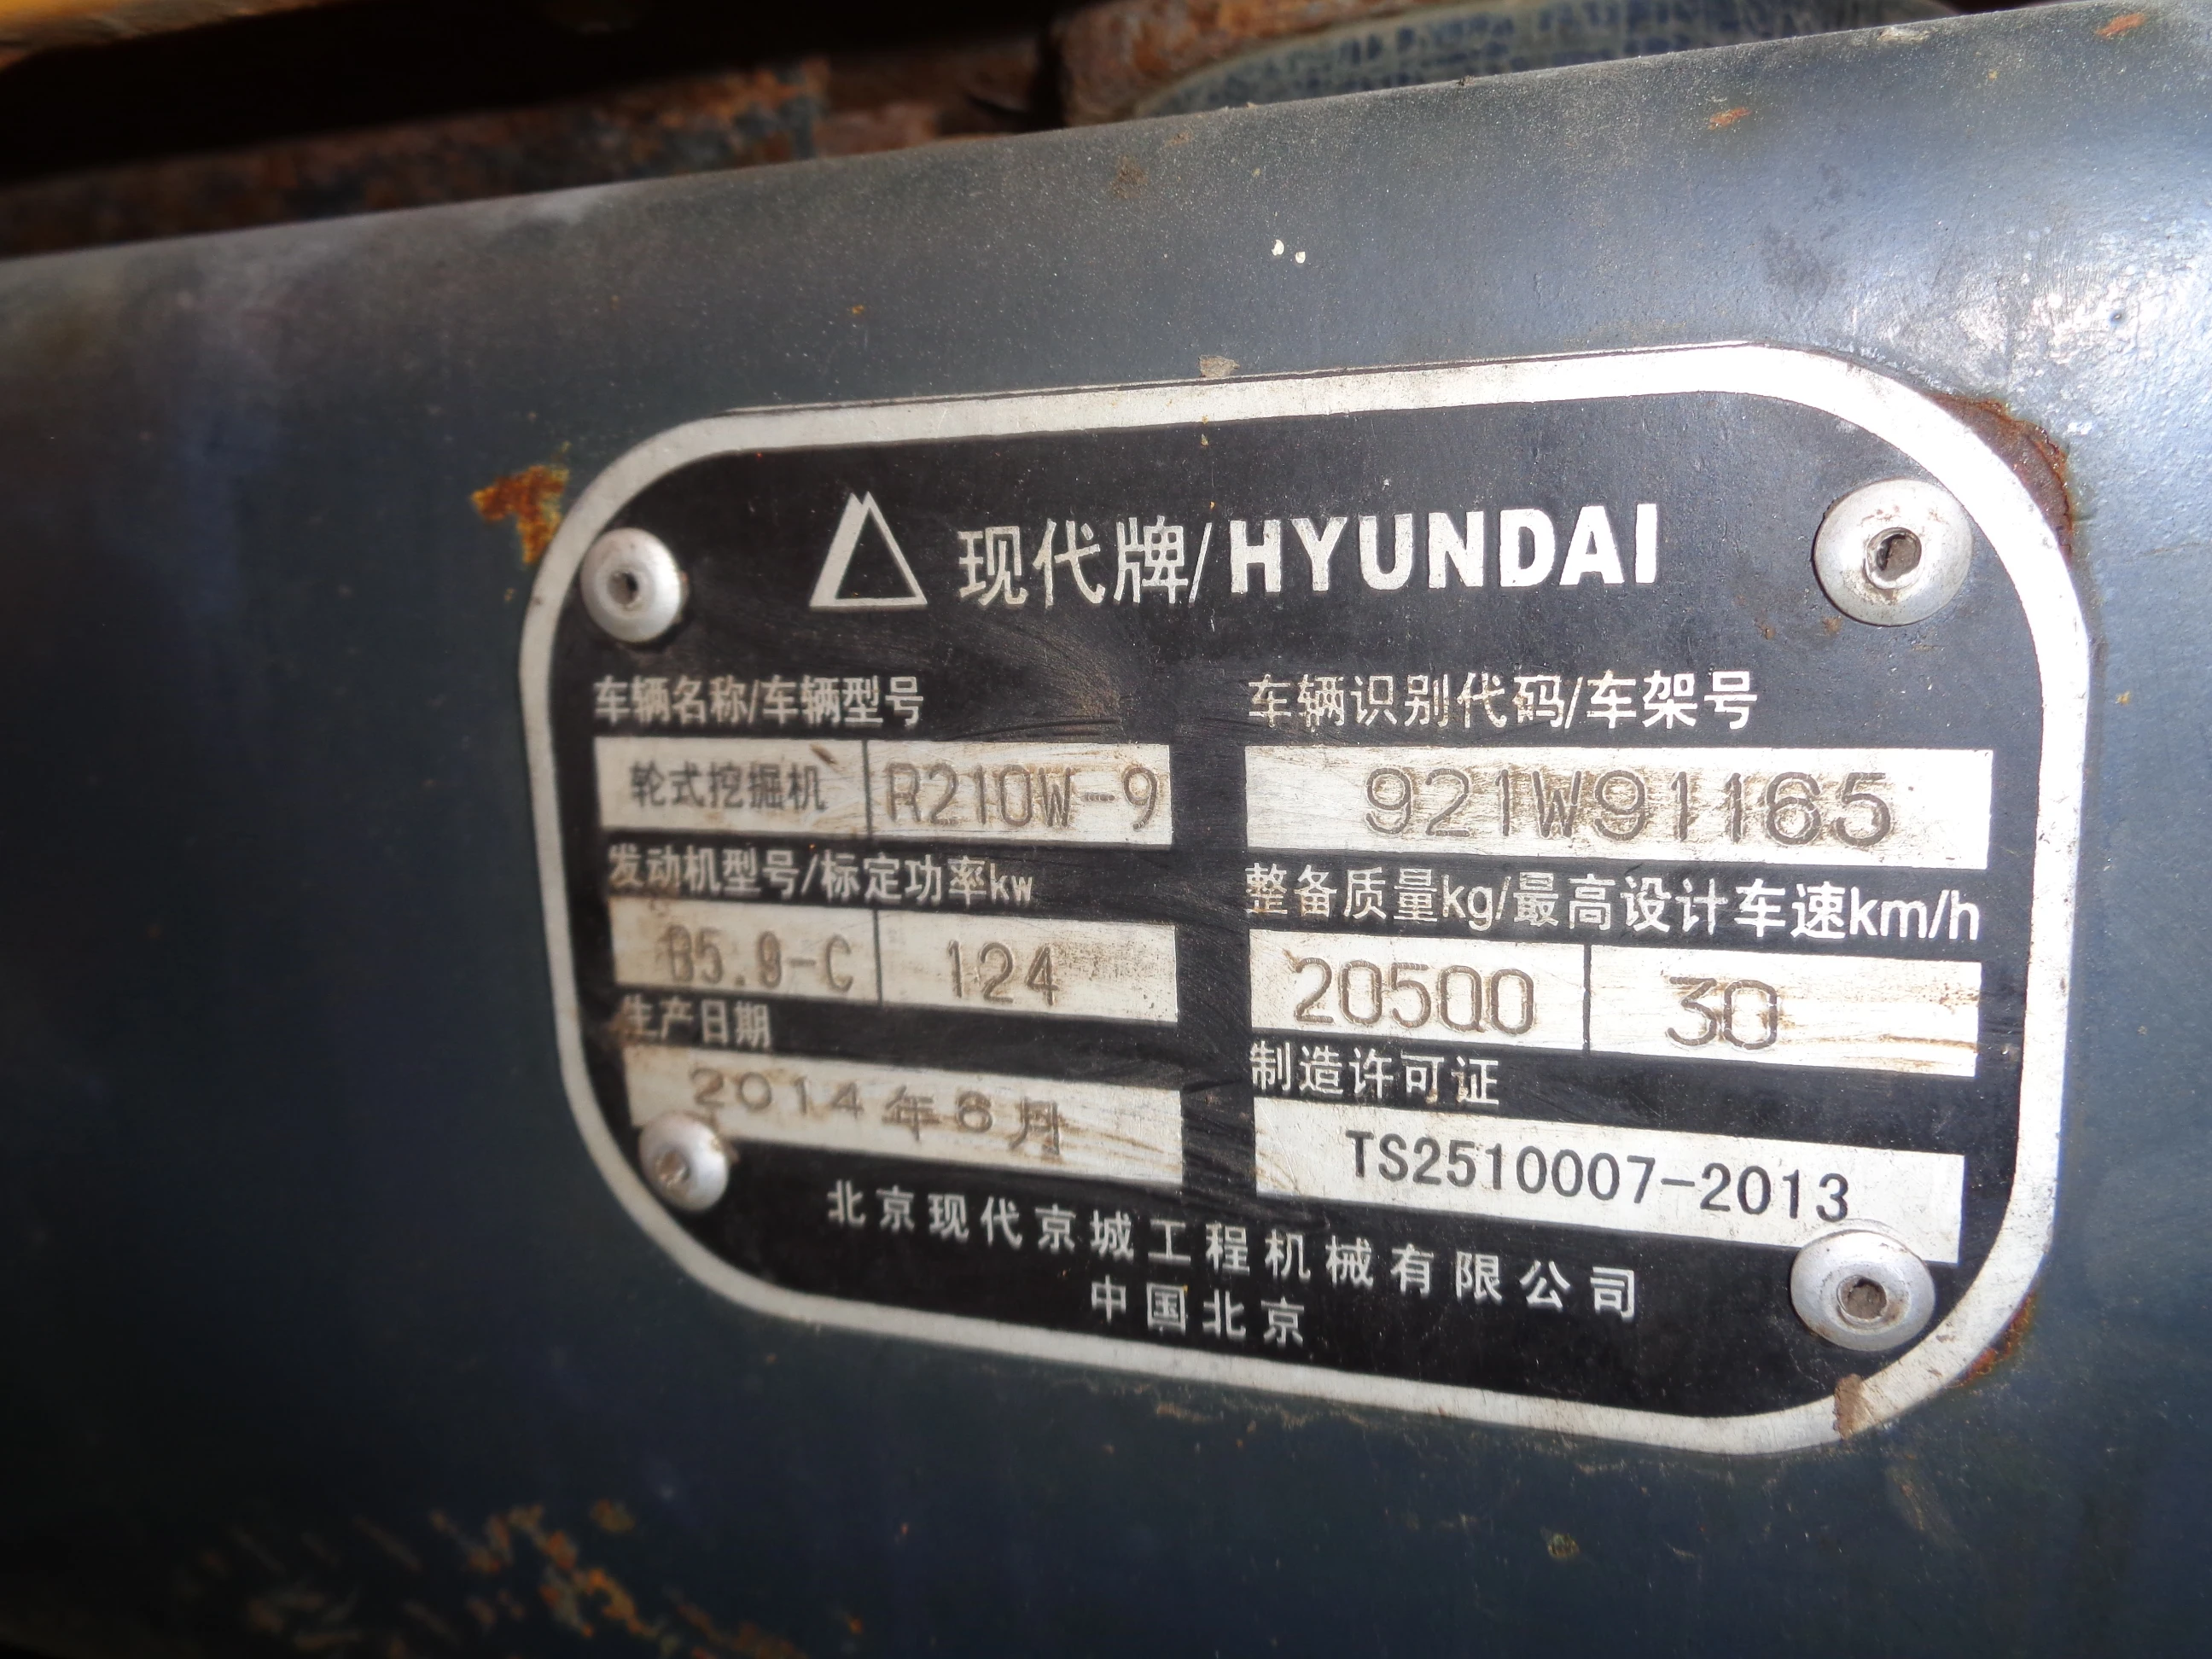 现代牌/HYUNDAI
车辆名称/车辆型号 车辆识别代码/车架号
轮式挖掘机 R210W-9 921W91165
发动机型号/标定功率kw 整备质量kg/最高设计车速km/h
B5.9-C 124 20500 30
生产日期 制造许可证
2014年6月 TS2510007-2013
北京现代京城工程机械有限公司
中国北京